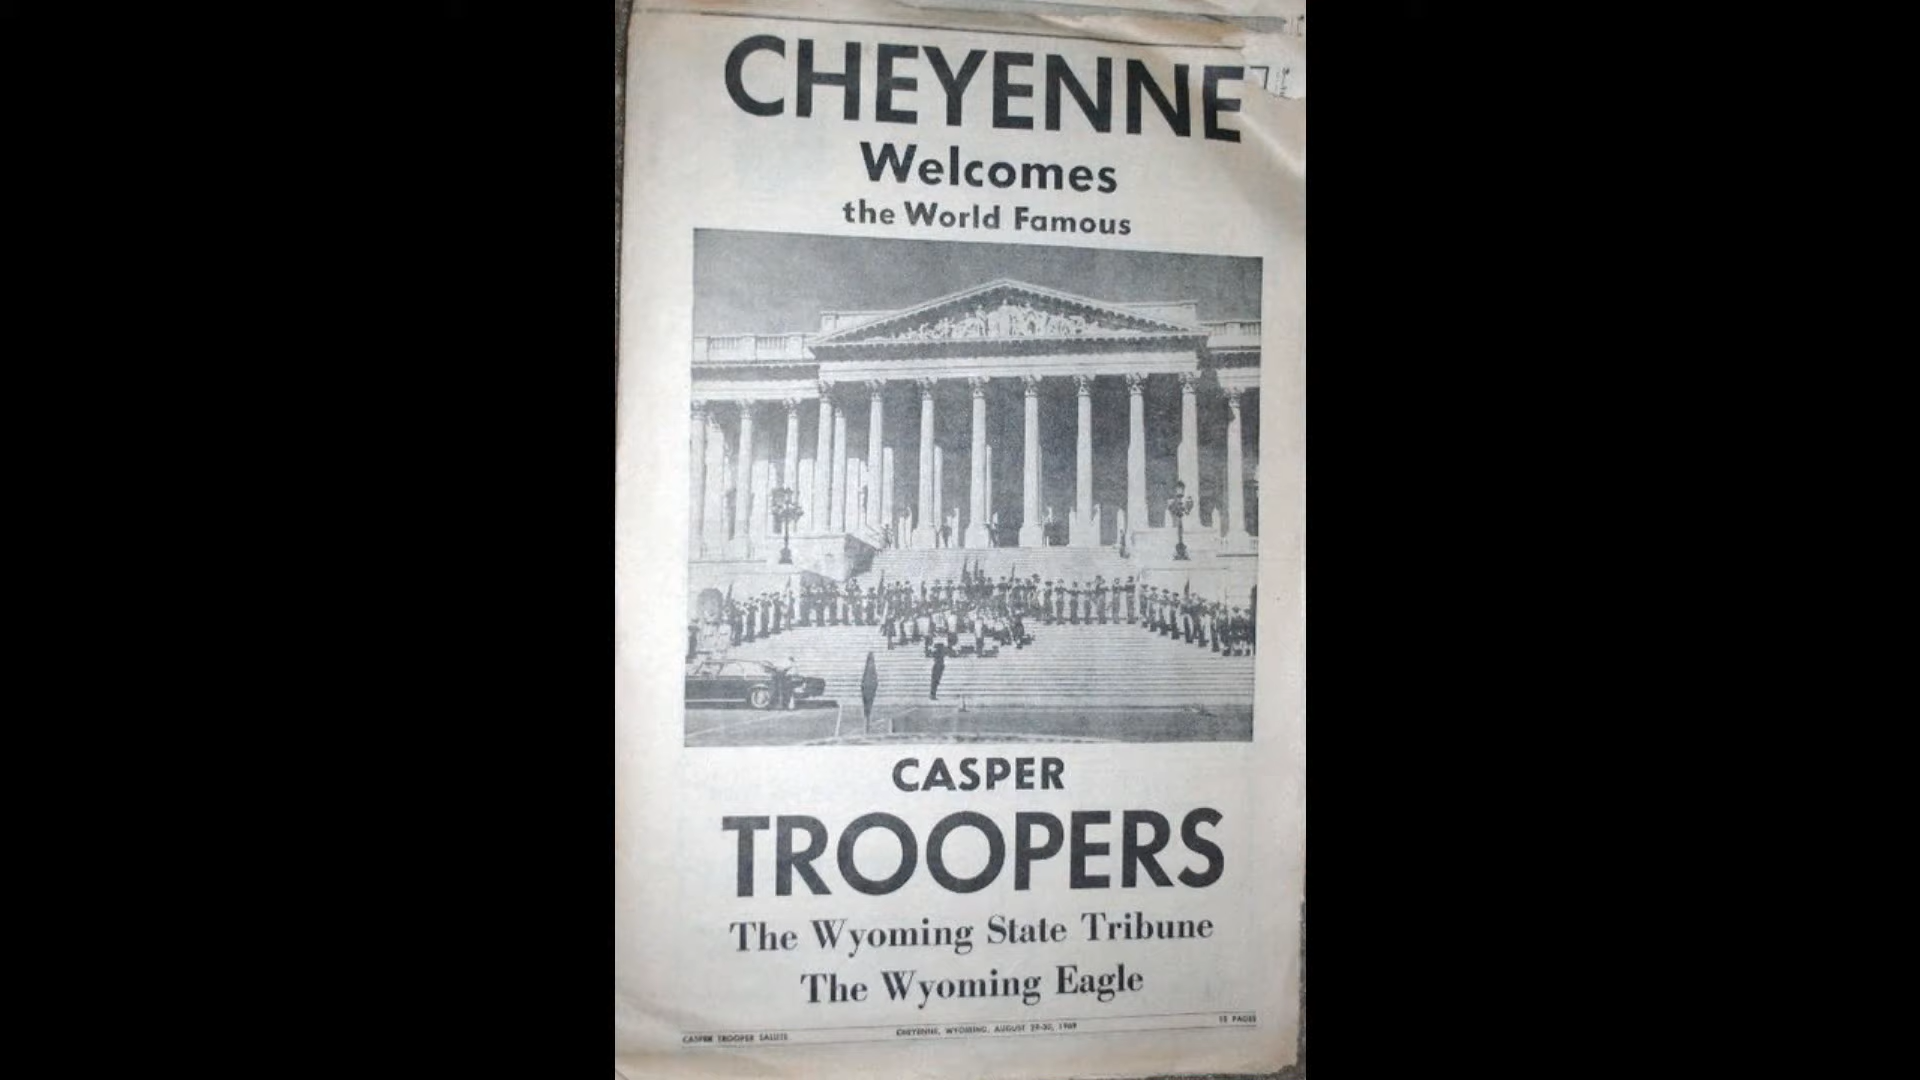 CHEYENNE
Welcomes
the World Famous
CASPER
TROOPERS
The Wyoming State Tribune
The Wyoming Eagle
CASPER TROOPER SALUTE
CHEYENNE, WYOMING, AUGUST 29-30, 1969
12 PAGES